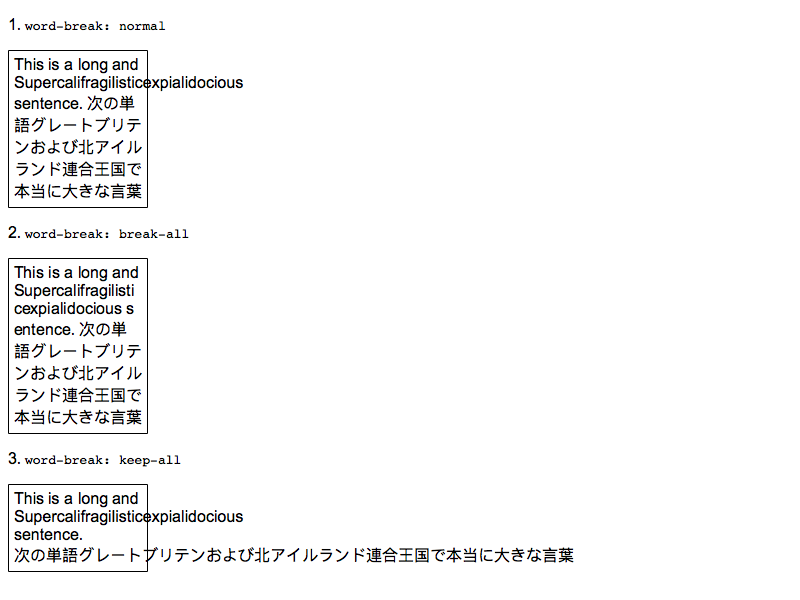 1. word-break: normal
This is a long and
Supercalifragilisticexpialidocious
sentence. 次の単
語グレートブリテ
ンおよび北アイル
ランド連合王国で
本当に大きな言葉
2. word-break: break-all
This is a long and
Supercalifragilisti
cexpialidocious s
entence. 次の単
語グレートブリテ
ンおよび北アイル
ランド連合王国で
本当に大きな言葉
3. word-break: keep-all
This is a long and
Supercalifragilisticexpialidocious
sentence.
次の単語グレートブリテンおよび北アイルランド連合王国で本当に大きな言葉